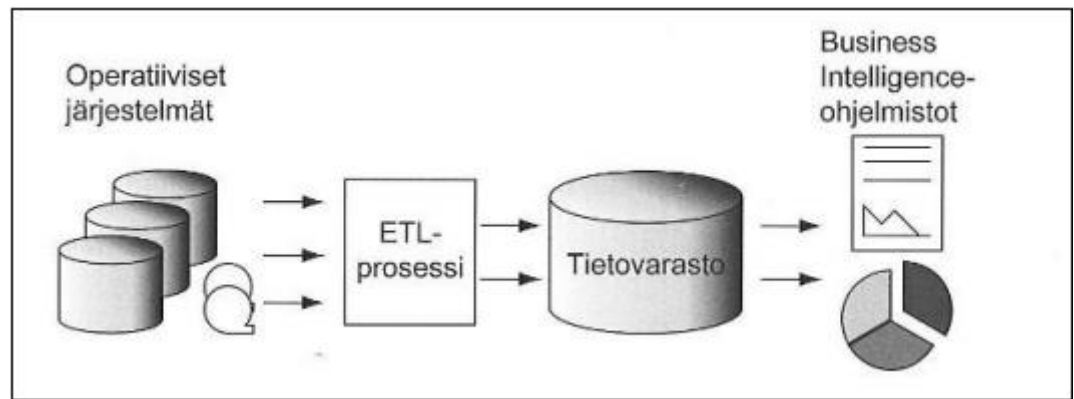 Operatiiviset
järjestelmät
ETL-
prosessi
Tietovarasto
Business
Intelligence-
ohjelmistot